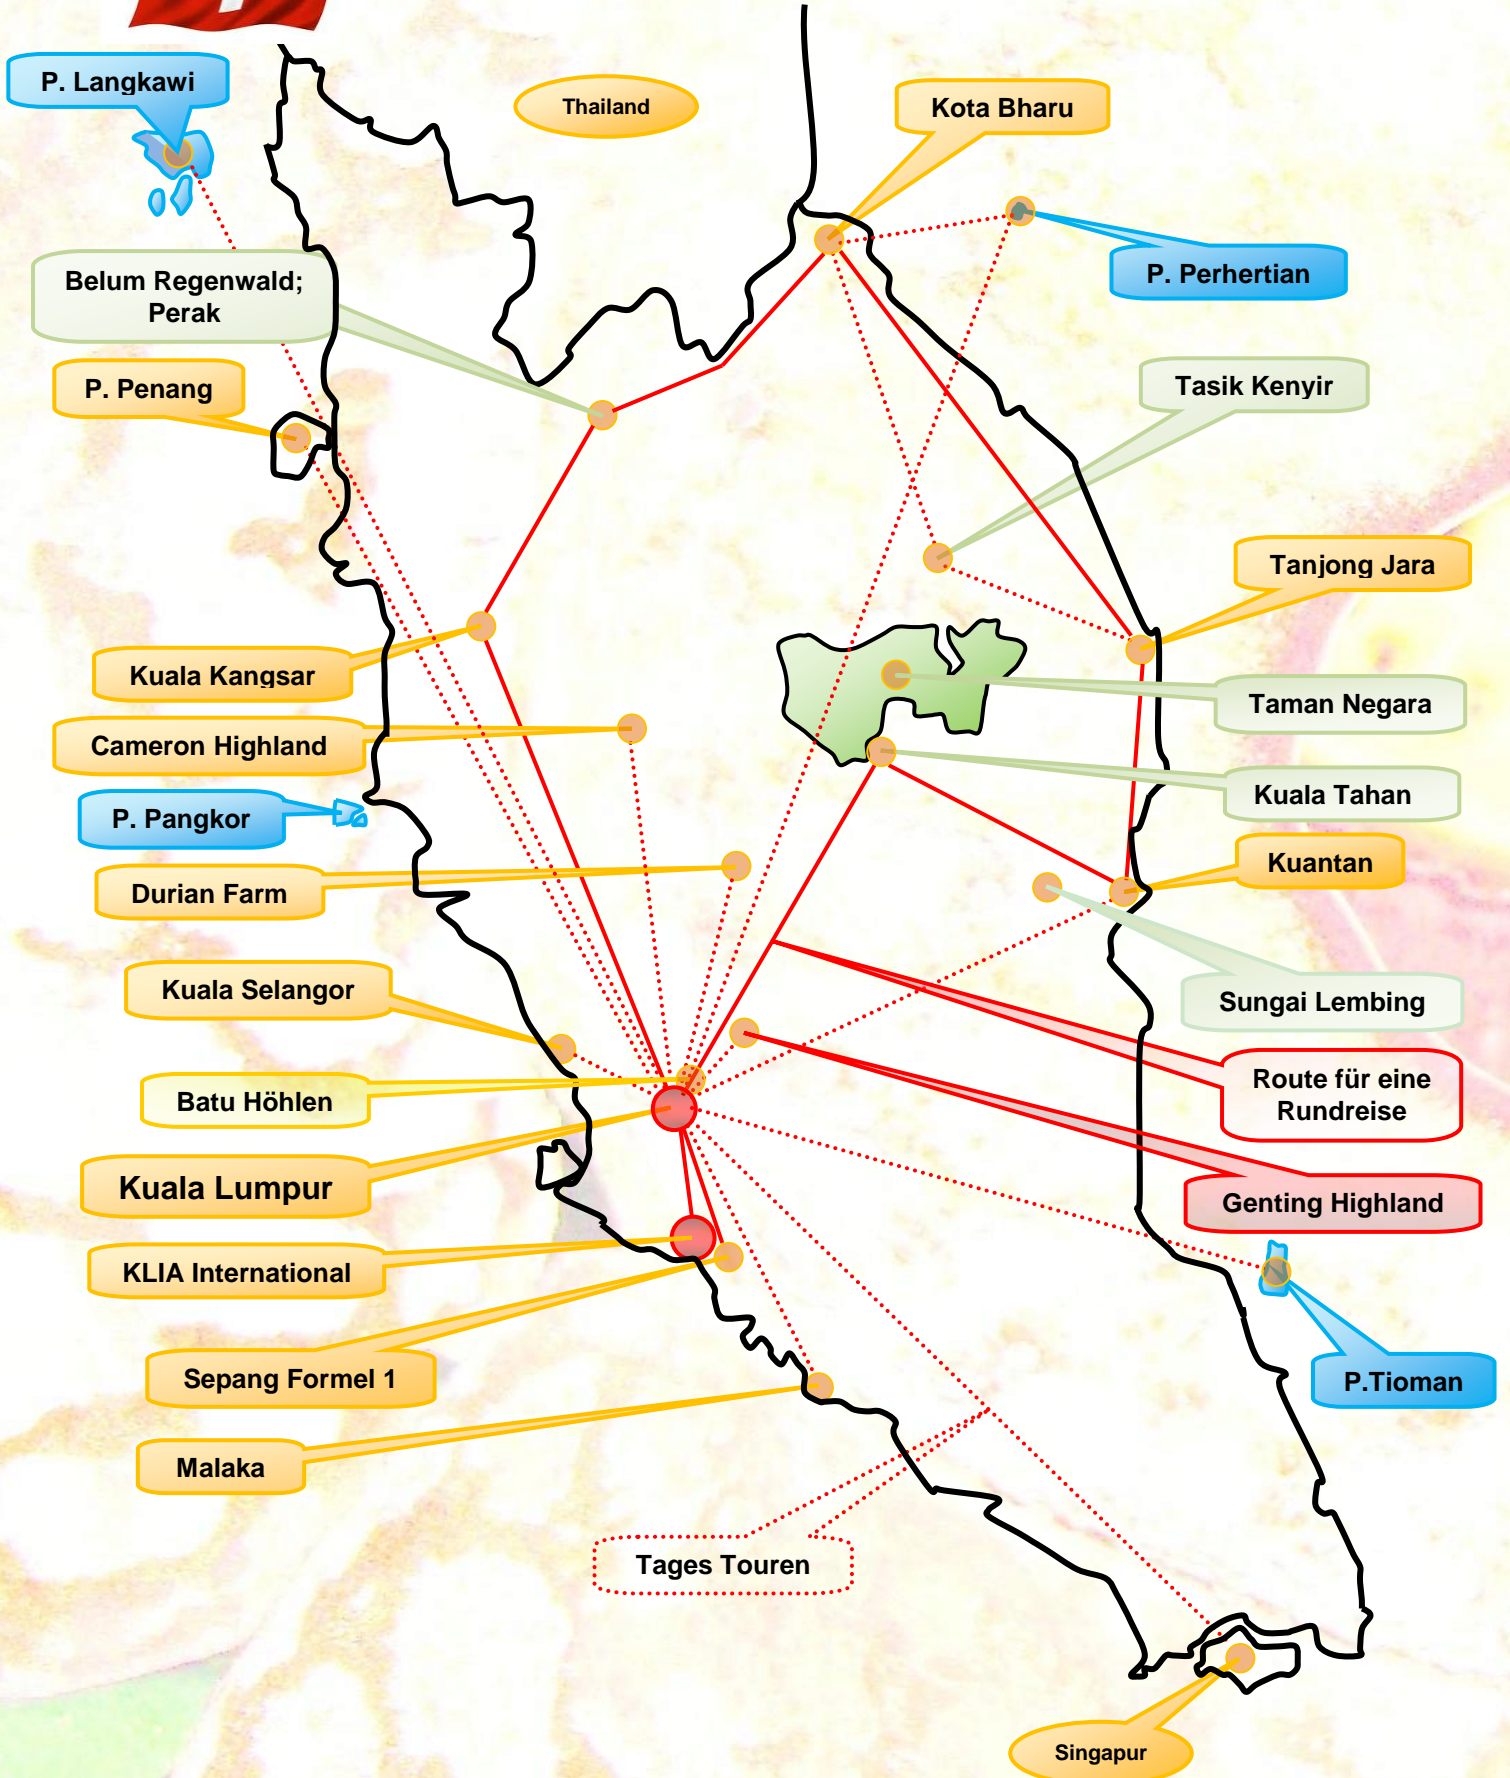 P. Langkawi
Thailand
Kota Bharu
Belum Regenwald;
Perak
P. Perhertian
P. Penang
Tasik Kenyir
Tanjong Jara
Kuala Kangsar
Taman Negara
Cameron Highland
Kuala Tahan
P. Pangkor
Kuantan
Durian Farm
Kuala Selangor
Sungai Lembing
Batu Höhlen
Route für eine
Rundreise
Kuala Lumpur
Genting Highland
KLIA International
Sepang Formel 1
P.Tioman
Malaka
Tages Touren
Singapur